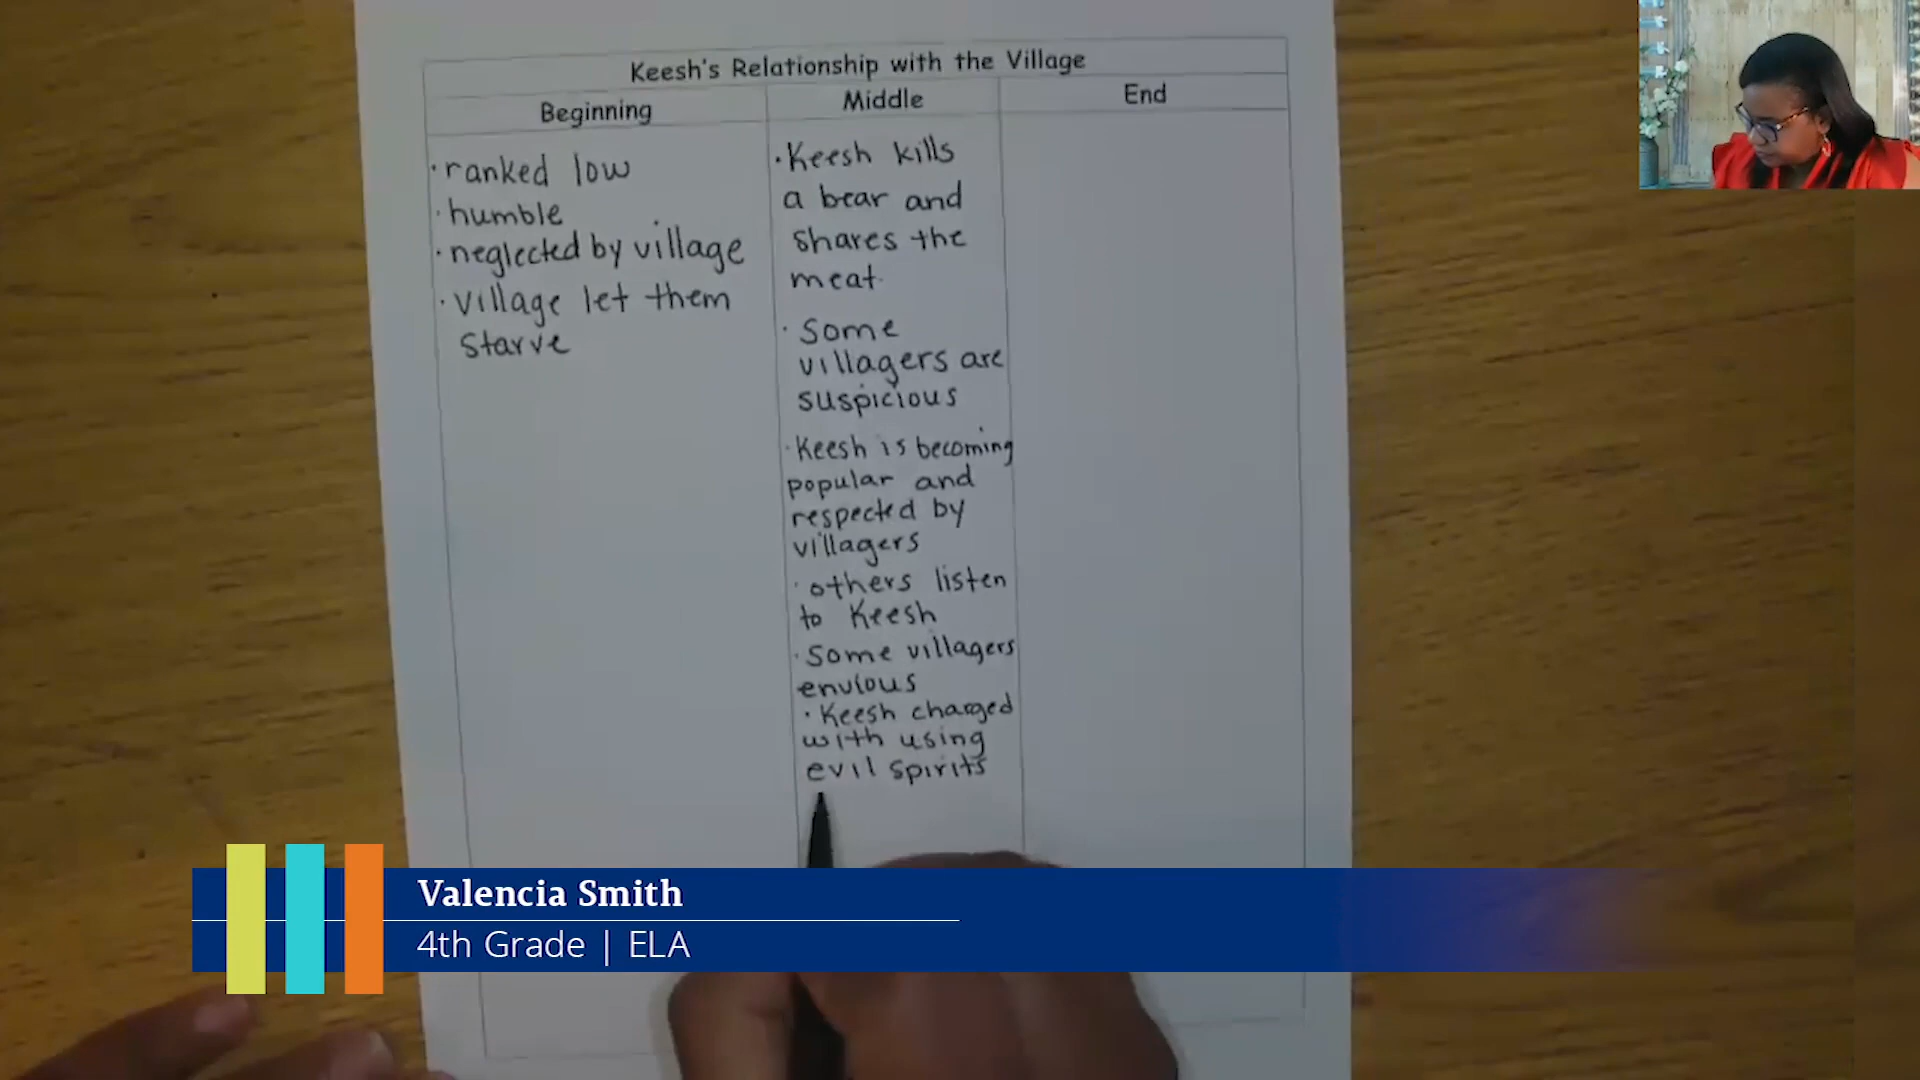 Keesh's Relationship with the Village
Beginning
Middle
End
·ranked low
·humble
·neglected by village
·village let them
starve
·Keesh kills
a bear and
shares the
meat.
·Some
villagers are
suspicious
·Keesh is becoming
popular and
respected by
villagers
·others listen
to Keesh
·Some villagers
envious
·Keesh charged
with using
evil spirits
Valencia Smith
4th Grade | ELA